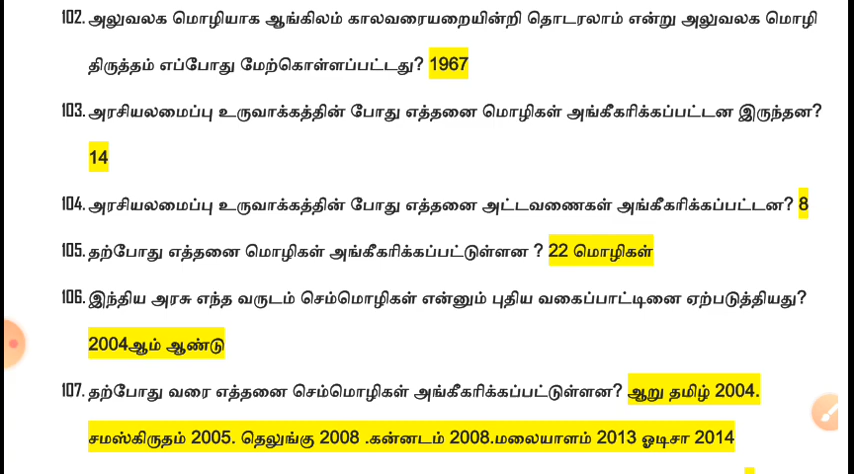 102. அலுவலக மொழியாக ஆங்கிலம் காலவரையறையின்றி தொடரலாம் என்று அலுவலக மொழி
திருத்தம் எப்போது மேற்கொள்ளப்பட்டது? 1967
103. அரசியலமைப்பு உருவாக்கத்தின் போது எத்தனை மொழிகள் அங்கீகரிக்கப்பட்டன இருந்தன?
14
104. அரசியலமைப்பு உருவாக்கத்தின் போது எத்தனை அட்டவணைகள் அங்கீகரிக்கப்பட்டன? 8
105. தற்போது எத்தனை மொழிகள் அங்கீகரிக்கப்பட்டுள்ளன ? 22 மொழிகள்
106. இந்திய அரசு எந்த வருடம் செம்மொழிகள் என்னும் புதிய வகைப்பாட்டினை ஏற்படுத்தியது?
2004ஆம் ஆண்டு
107. தற்போது வரை எத்தனை செம்மொழிகள் அங்கீகரிக்கப்பட்டுள்ளன? ஆறு தமிழ் 2004.
சமஸ்கிருதம் 2005. தெலுங்கு 2008 .கன்னடம் 2008.மலையாளம் 2013 ஒடிசா 2014